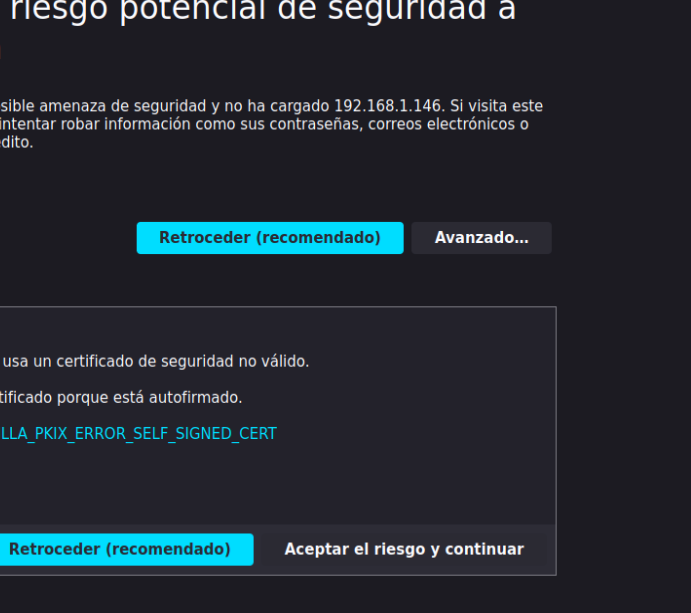 riesgo potencial de seguridad a
sible amenaza de seguridad y no ha cargado 192.168.1.146. Si visita este
intentar robar información como sus contraseñas, correos electrónicos o
dito.
Retroceder (recomendado)
Avanzado...
usa un certificado de seguridad no válido.
tificado porque está autofirmado.
LLA_PKIX_ERROR_SELF_SIGNED_CERT
Retroceder (recomendado)
Aceptar el riesgo y continuar